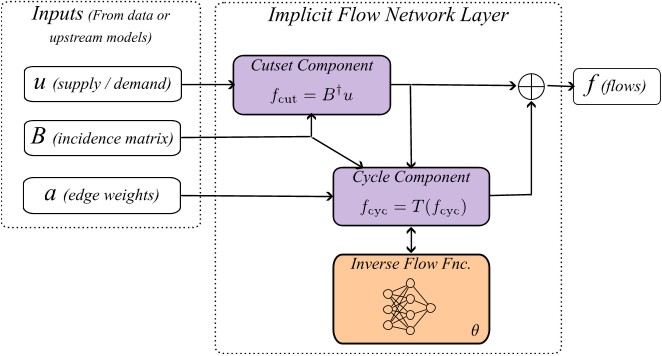 Inputs (From data or
upstream models)
u (supply / demand)
B (incidence matrix)
a (edge weights)
Implicit Flow Network Layer
Cutset Component
f_cut = B†u
Cycle Component
f_cyc = T(f_cyc)
Inverse Flow Fnc.
θ
f (flows)